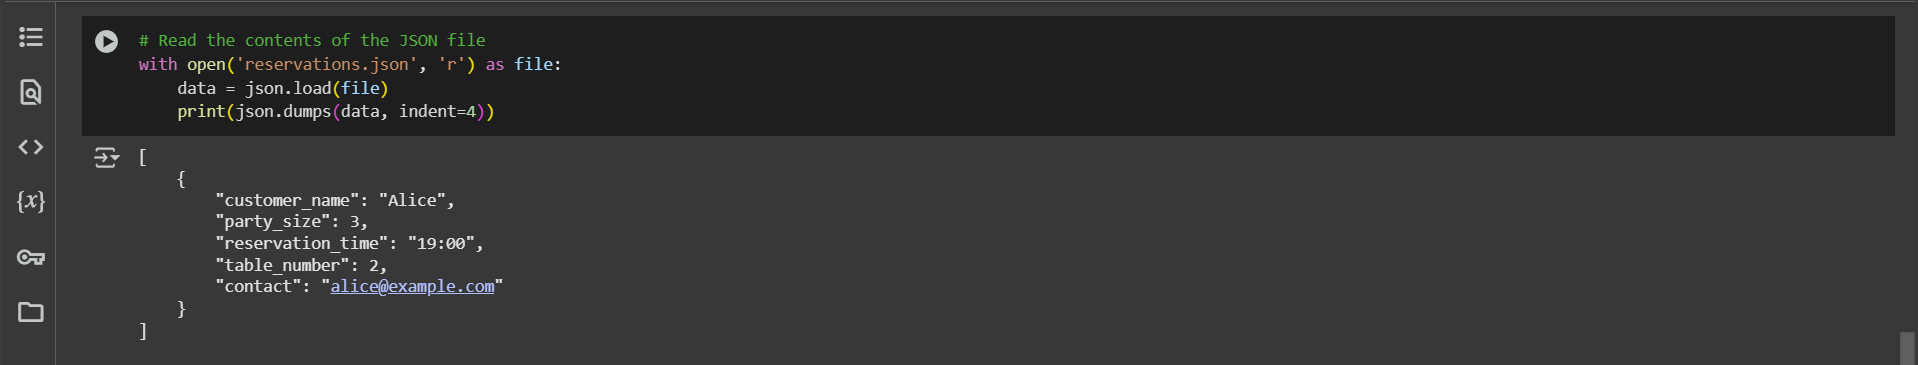 # Read the contents of the JSON file
with open('reservations.json', 'r') as file:
    data = json.load(file)
    print(json.dumps(data, indent=4))
[
    {
        "customer_name": "Alice",
        "party_size": 3,
        "reservation_time": "19:00",
        "table_number": 2,
        "contact": "alice@example.com"
    }
]
{x}